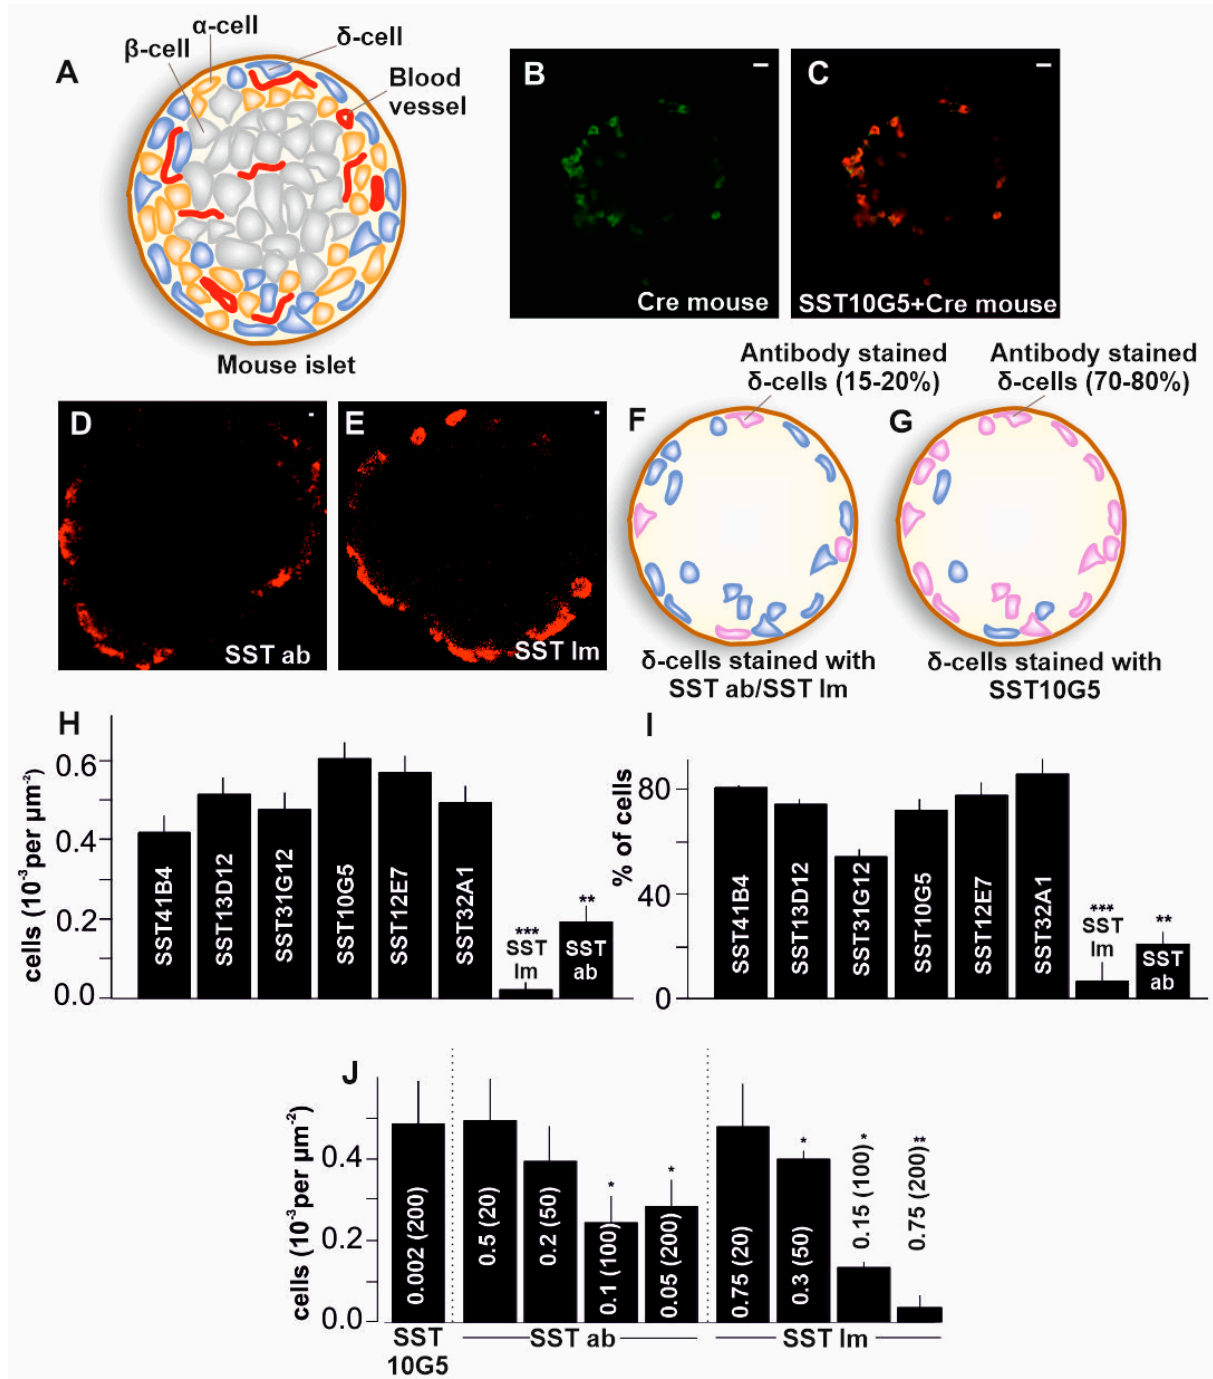 A
α-cell
β-cell
δ-cell
Blood
vessel
Mouse islet
B
Cre mouse
C
SST10G5+Cre mouse
D
SST ab
E
SST lm
Antibody stained
δ-cells (15-20%)
F
δ-cells stained with
SST ab/SST lm
Antibody stained
δ-cells (70-80%)
G
δ-cells stained with
SST10G5
H
cells (10⁻³per µm⁻²)
0.6
0.4
0.2
0.0
SST41B4
SST13D12
SST31G12
SST10G5
SST12E7
SST32A1
***
SST
lm
**
SST
ab
I
% of cells
80
40
0
SST41B4
SST13D12
SST31G12
SST10G5
SST12E7
SST32A1
***
SST
lm
**
SST
ab
J
cells (10⁻³per µm⁻²)
0.4
0.2
0.0
0.002 (200)
0.5 (20)
0.2 (50)
*
0.1 (100)
*
0.05 (200)
0.75 (20)
*
0.3 (50)
0.15 (100)*
0.75 (200)**
SST
10G5
SST ab
SST lm